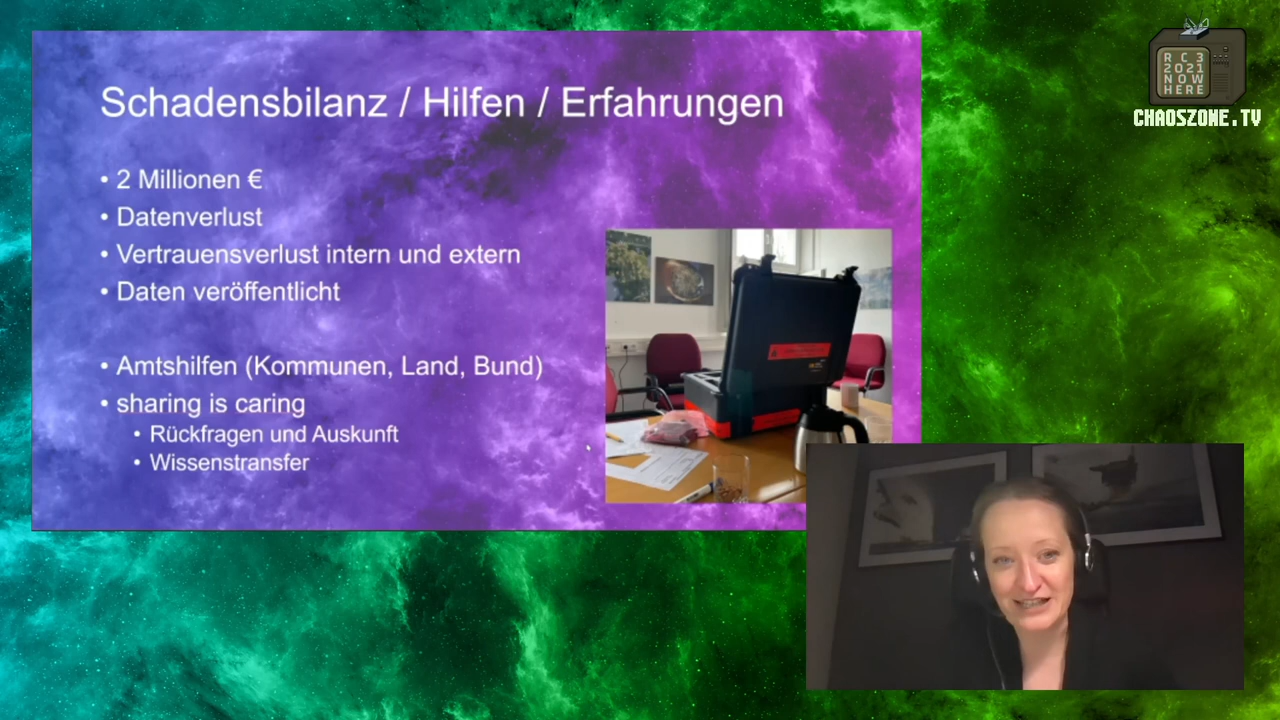 Schadensbilanz / Hilfen / Erfahrungen
• 2 Millionen €
• Datenverlust
• Vertrauensverlust intern und extern
• Daten veröffentlicht
• Amtshilfen (Kommunen, Land, Bund)
• sharing is caring
• Rückfragen und Auskunft
• Wissenstransfer
RC3
2021
NOW
HERE
CHAOSZONE.TV